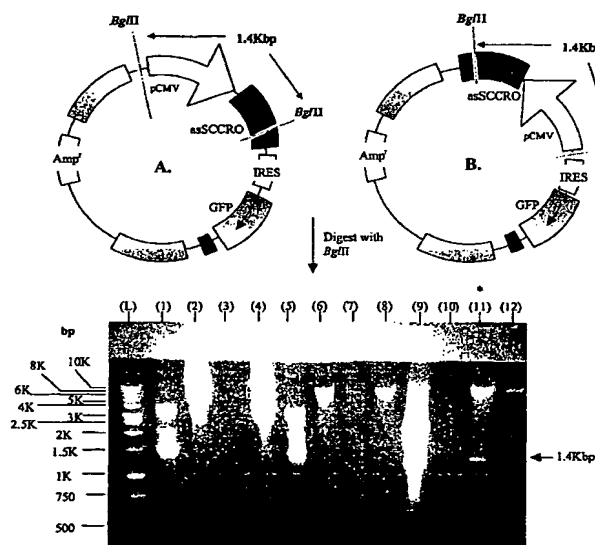 BglII
1.4Kbp
pCMV
BglII
asSCCRO
Amp^r
A.
IRES
GFP
BglII
1.4Kb
asSCCRO
pCMV
Amp^r
B.
IRES
GFP
Digest with
BglII
*
bp (L) (1) (2) (3) (4) (5) (6) (7) (8) (9) (10) (11) (12)
10K
8K
6K
5K
4K
3K
2.5K
2K
1.5K
1K
750
500
1.4Kbp